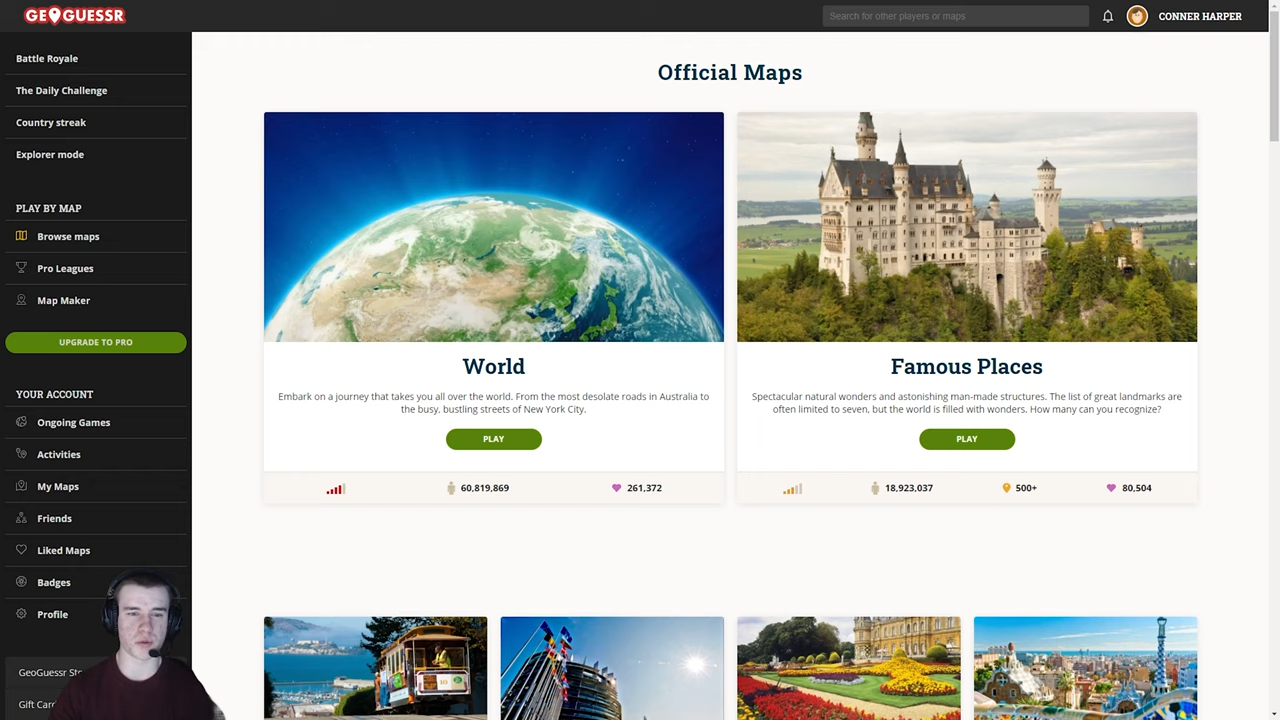 GEOGUESSR
Search for other players or maps
CONNER HARPER
Battle Royale
The Daily Challenge
Country streak
Explorer mode
PLAY BY MAP
Browse maps
Pro Leagues
Map Maker
UPGRADE TO PRO
YOUR ACCOUNT
Ongoing Games
Activities
My Maps
Friends
Liked Maps
Badges
Profile
GeoGuessr
Official Maps
World
Embark on a journey that takes you all over the world. From the most desolate roads in Australia to
the busy, bustling streets of New York City.
PLAY
60,819,869
261,372
Famous Places
Spectacular natural wonders and astonishing man-made structures. The list of great landmarks are
often limited to seven, but the world is filled with wonders. How many can you recognize?
PLAY
18,923,037
500+
80,504